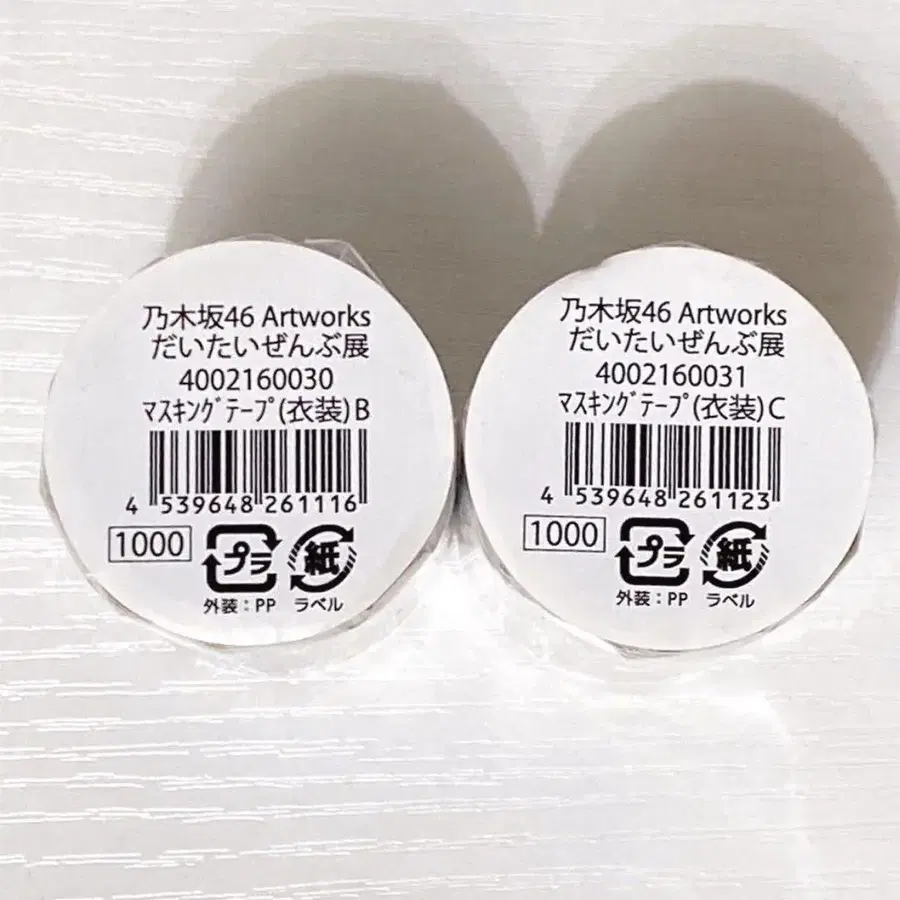 乃木坂46 Artworks
だいたいぜんぶ展
4002160030
ﾏｽｷﾝｸﾞﾃｰﾌﾟ(衣装)B
4 539648 261116
1000
プラ
紙
外装：PP ラベル
乃木坂46 Artworks
だいたいぜんぶ展
4002160031
ﾏｽｷﾝｸﾞﾃｰﾌﾟ(衣装)C
4 539648 261123
1000
プラ
紙
外装：PP ラベル